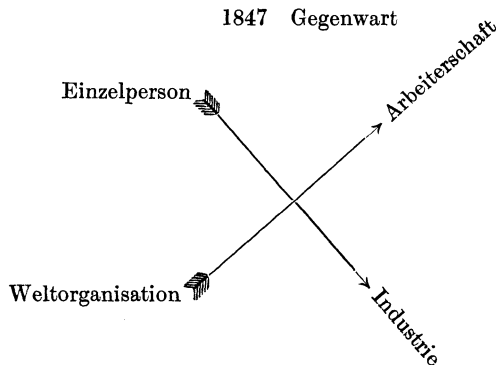 1847 Gegenwart
Einzelperson
Arbeiterschaft
Weltorganisation
Industrie